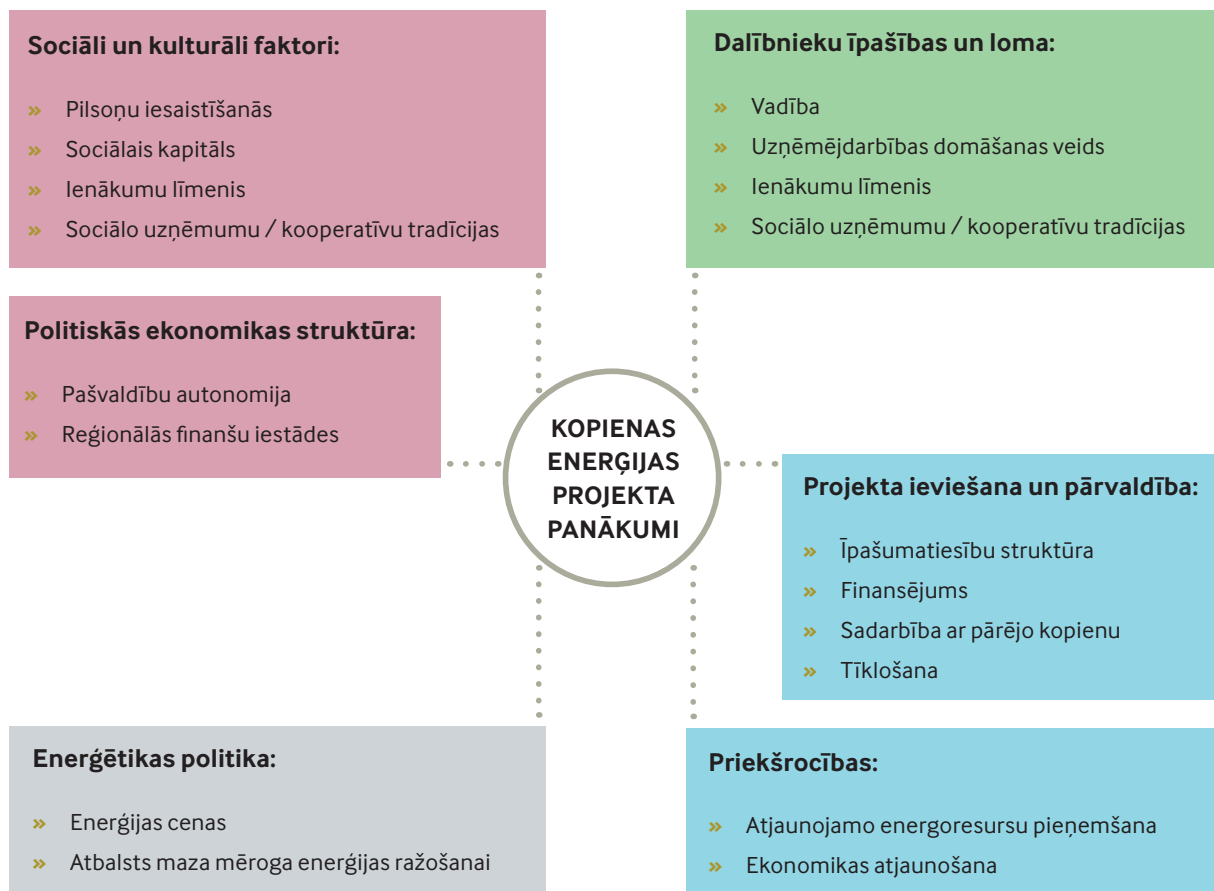 Sociāli un kulturāli faktori:
» Pilsoņu iesaistīšanās
» Sociālais kapitāls
» Ienākumu līmenis
» Sociālo uzņēmumu / kooperatīvu tradīcijas
Dalībnieku īpašības un loma:
» Vadība
» Uzņēmējdarbības domāšanas veids
» Ienākumu līmenis
» Sociālo uzņēmumu / kooperatīvu tradīcijas
Politiskās ekonomikas struktūra:
» Pašvaldību autonomija
» Reģionālās finanšu iestādes
KOPIENAS
ENERĢIJAS
PROJEKTA
PANĀKUMI
Projekta ieviešana un pārvaldība:
» Īpašumatiesību struktūra
» Finansējums
» Sadarbība ar pārējo kopienu
» Tīklošana
Enerģētikas politika:
» Enerģijas cenas
» Atbalsts maza mēroga enerģijas ražošanai
Priekšrocības:
» Atjaunojamo energoresursu pieņemšana
» Ekonomikas atjaunošana